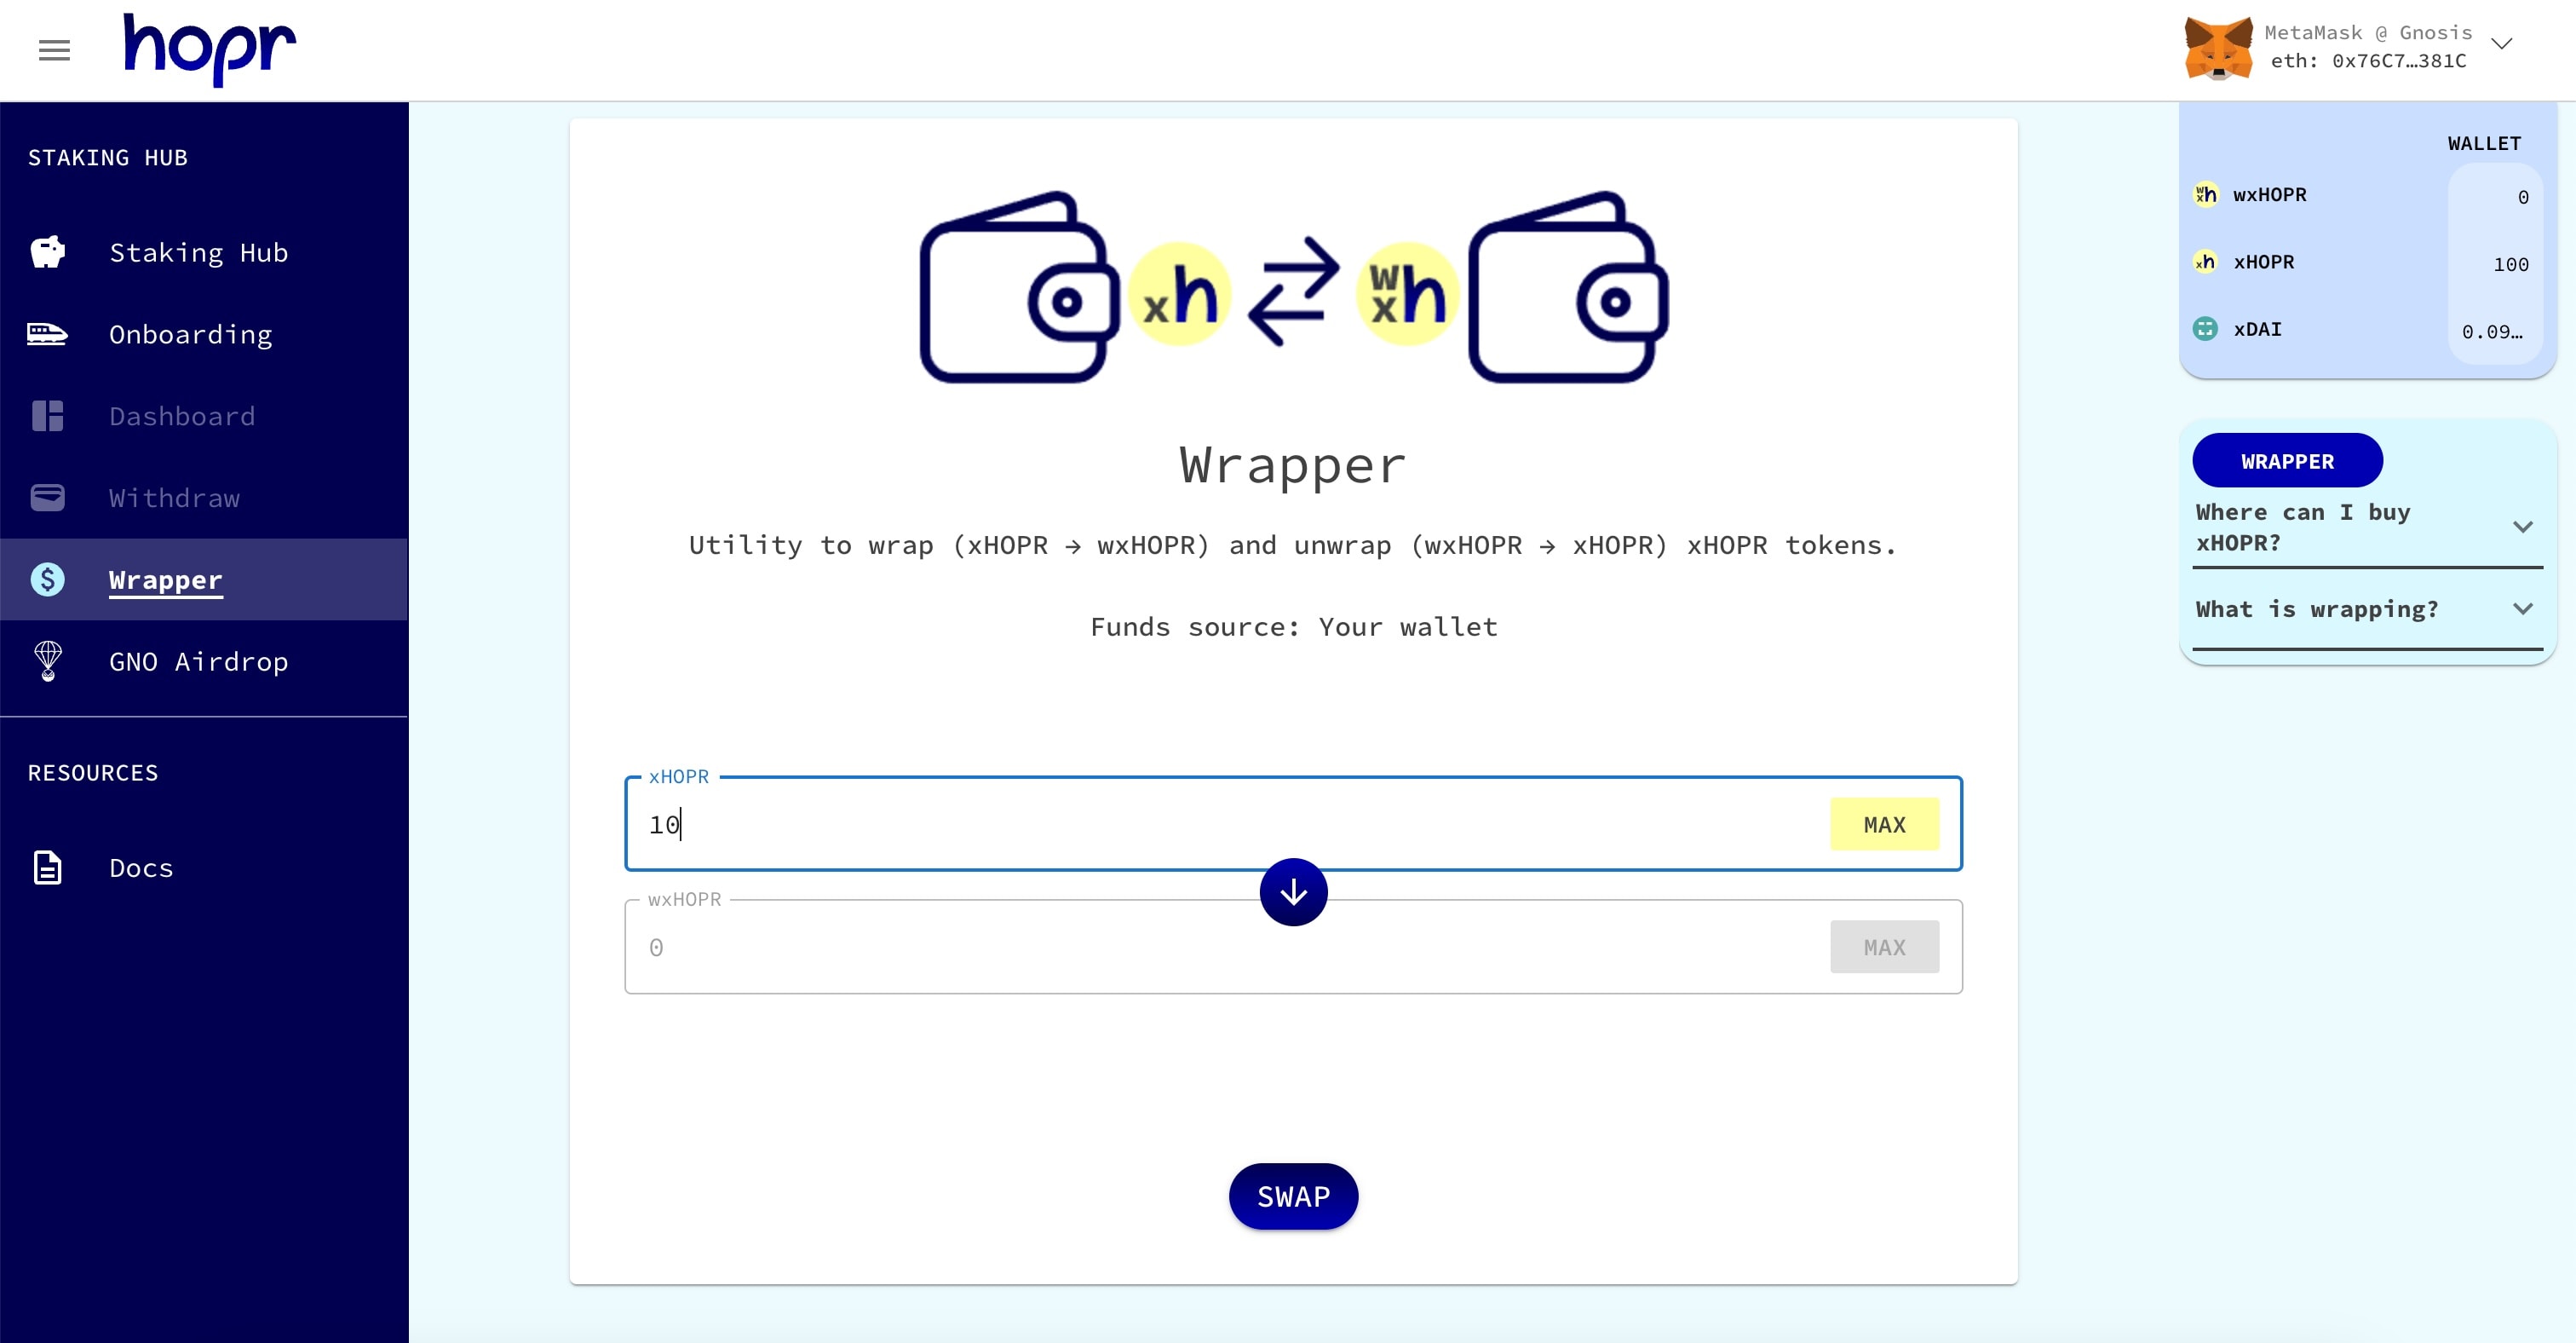 hopr
MetaMask @ Gnosis
eth: 0x76C7…381C
STAKING HUB
Staking Hub
Onboarding
Dashboard
Withdraw
Wrapper
GNO Airdrop
RESOURCES
Docs
xh
wxh
Wrapper
Utility to wrap (xHOPR → wxHOPR) and unwrap (wxHOPR → xHOPR) xHOPR tokens.
Funds source: Your wallet
xHOPR
10
MAX
wxHOPR
0
MAX
SWAP
WALLET
wxh wxHOPR 0
xh xHOPR 100
xDAI 0.09…
WRAPPER
Where can I buy
xHOPR?
What is wrapping?